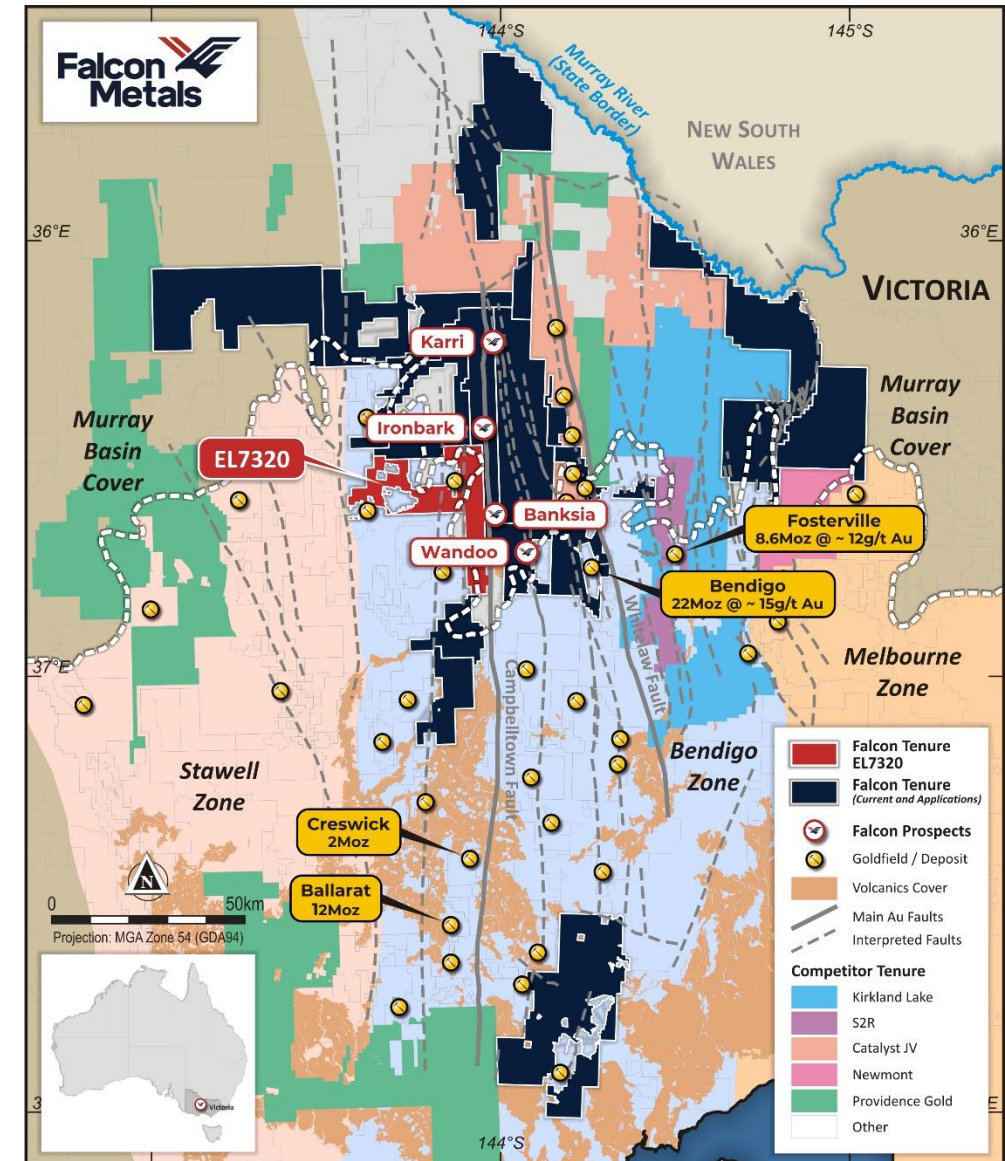 Falcon
Metals
144°S
145°S
Murray River
(State Border)
NEW SOUTH
WALES
36°E
36°E
VICTORIA
Karri
Murray
Basin
Cover
Murray
Basin
Cover
Ironbark
EL7320
Banksia
Fosterville
8.6Moz @ ~ 12g/t Au
Wandoo
Bendigo
22Moz @ ~ 15g/t Au
Whitelaw Fault
37°E
Melbourne
Zone
Campbelltown Fault
Bendigo
Zone
Stawell
Zone
Creswick
2Moz
Ballarat
12Moz
N
0
50km
Projection: MGA Zone 54 (GDA94)
Victoria
144°S
Falcon Tenure
EL7320
Falcon Tenure
(Current and Applications)
Falcon Prospects
Goldfield / Deposit
Volcanics Cover
Main Au Faults
Interpreted Faults
Competitor Tenure
Kirkland Lake
S2R
Catalyst JV
Newmont
Providence Gold
Other